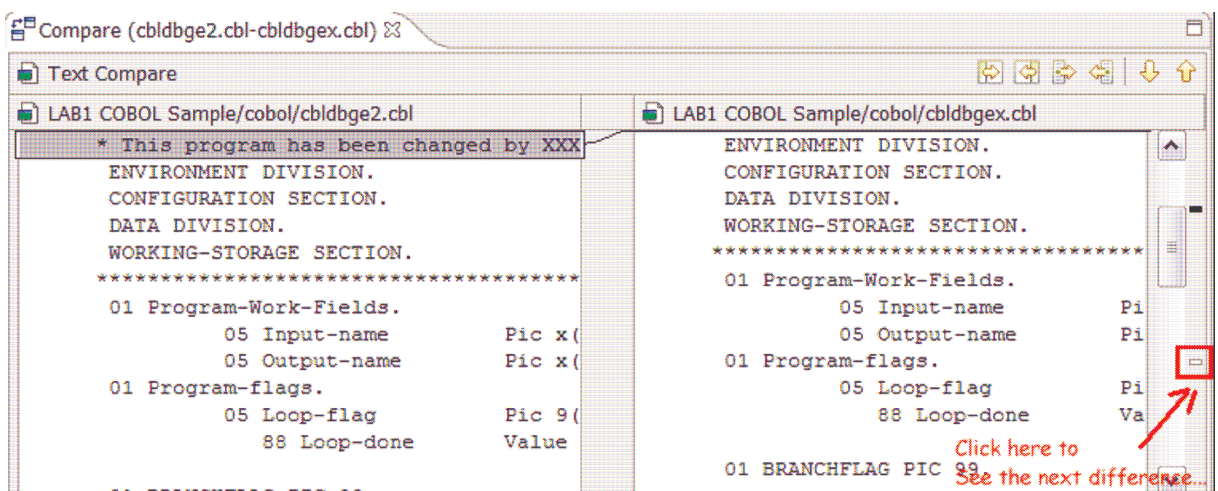 Compare (cbldbge2.cbl-cbldbgex.cbl)
Text Compare
LAB1 COBOL Sample/cobol/cbldbge2.cbl
* This program has been changed by XXX
ENVIRONMENT DIVISION.
CONFIGURATION SECTION.
DATA DIVISION.
WORKING-STORAGE SECTION.
****************************************
01 Program-Work-Fields.
05 Input-name Pic x(
05 Output-name Pic x(
01 Program-flags.
05 Loop-flag Pic 9(
88 Loop-done Value
LAB1 COBOL Sample/cobol/cbldbgex.cbl
ENVIRONMENT DIVISION.
CONFIGURATION SECTION.
DATA DIVISION.
WORKING-STORAGE SECTION.
************************************
01 Program-Work-Fields.
05 Input-name Pi
05 Output-name Pi
01 Program-flags.
05 Loop-flag Pi
88 Loop-done Va
01 BRANCHFLAG PIC 99.
Click here to
See the next difference...